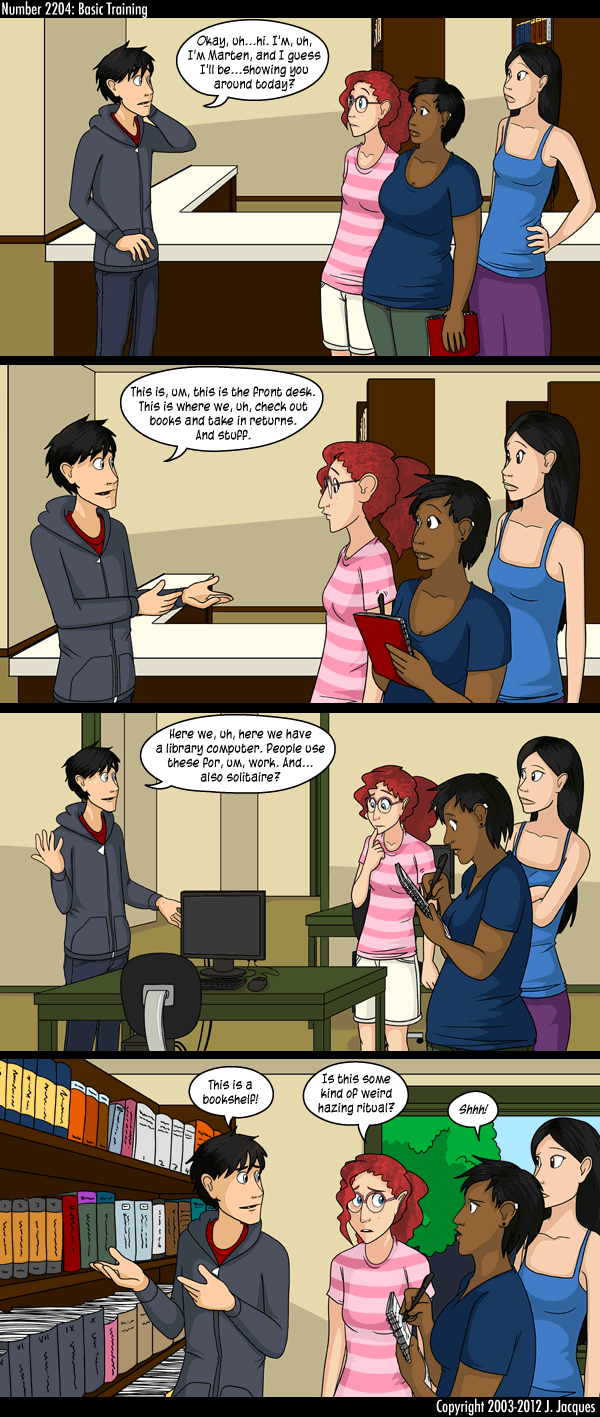 Number 2204: Basic Training
Okay, uh...hi. I'm, uh,
I'm Marten, and I guess
I'll be...showing you
around today?
This is, um, this is the front desk.
This is where we, uh, check out
books and take in returns.
And stuff.
Here we, uh, here we have
a library computer. People use
these for, um, work. And...
also solitaire?
This is a
bookshelf!
Is this some
kind of weird
hazing ritual?
Shhh!
VI VII IX X
Copyright 2003-2012 J. Jacques